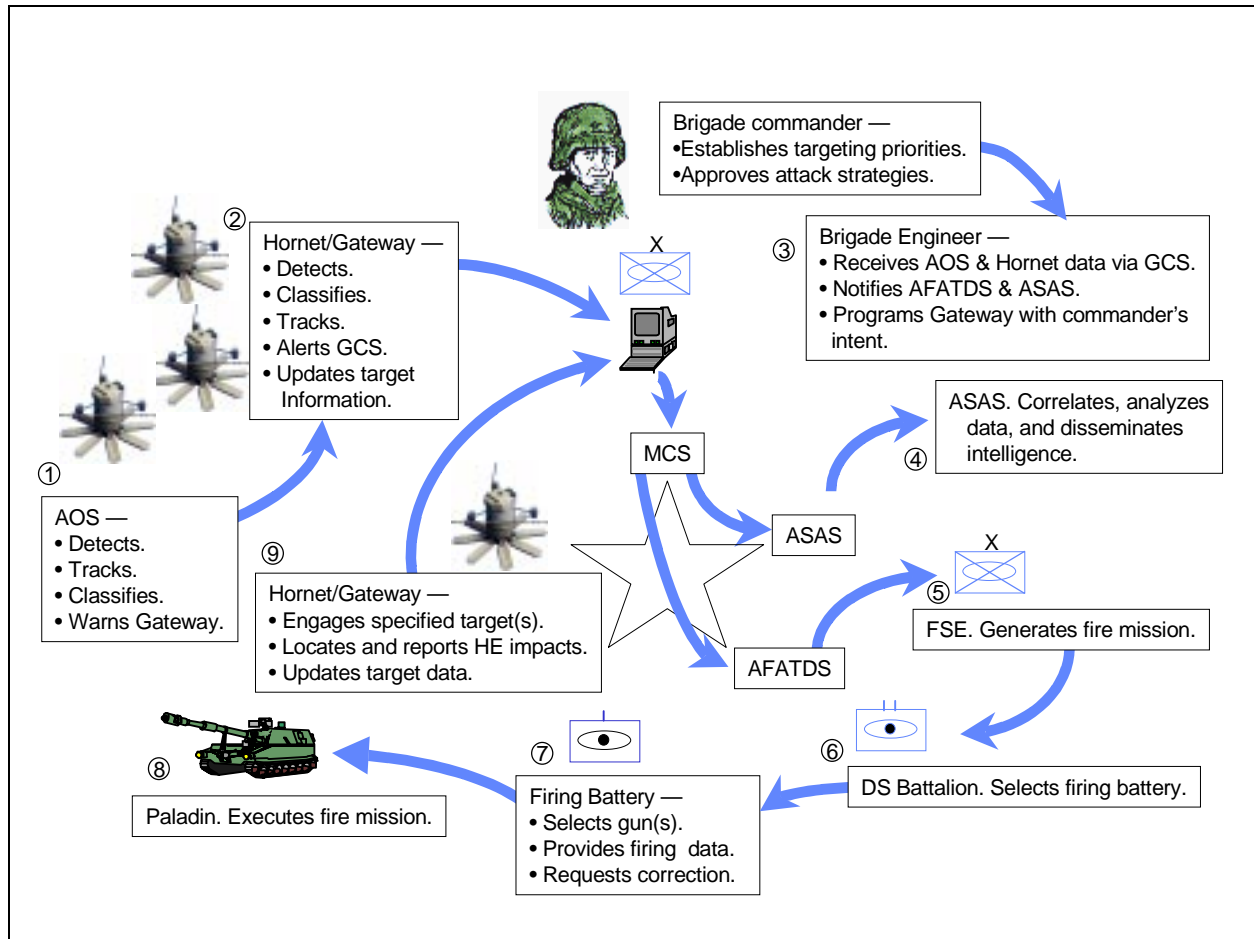 Brigade commander —
•Establishes targeting priorities.
•Approves attack strategies.
②
Hornet/Gateway —
• Detects.
• Classifies.
• Tracks.
• Alerts GCS.
• Updates target
Information.
X
③
Brigade Engineer —
• Receives AOS & Hornet data via GCS.
• Notifies AFATDS & ASAS.
• Programs Gateway with commander's
intent.
①
AOS —
• Detects.
• Tracks.
• Classifies.
• Warns Gateway.
MCS
④
ASAS. Correlates, analyzes
data, and disseminates
intelligence.
ASAS
⑨
Hornet/Gateway —
• Engages specified target(s).
• Locates and reports HE impacts.
• Updates target data.
AFATDS
X
⑤
FSE. Generates fire mission.
⑥
DS Battalion. Selects firing battery.
⑦
Firing Battery —
• Selects gun(s).
• Provides firing data.
• Requests correction.
⑧
Paladin. Executes fire mission.